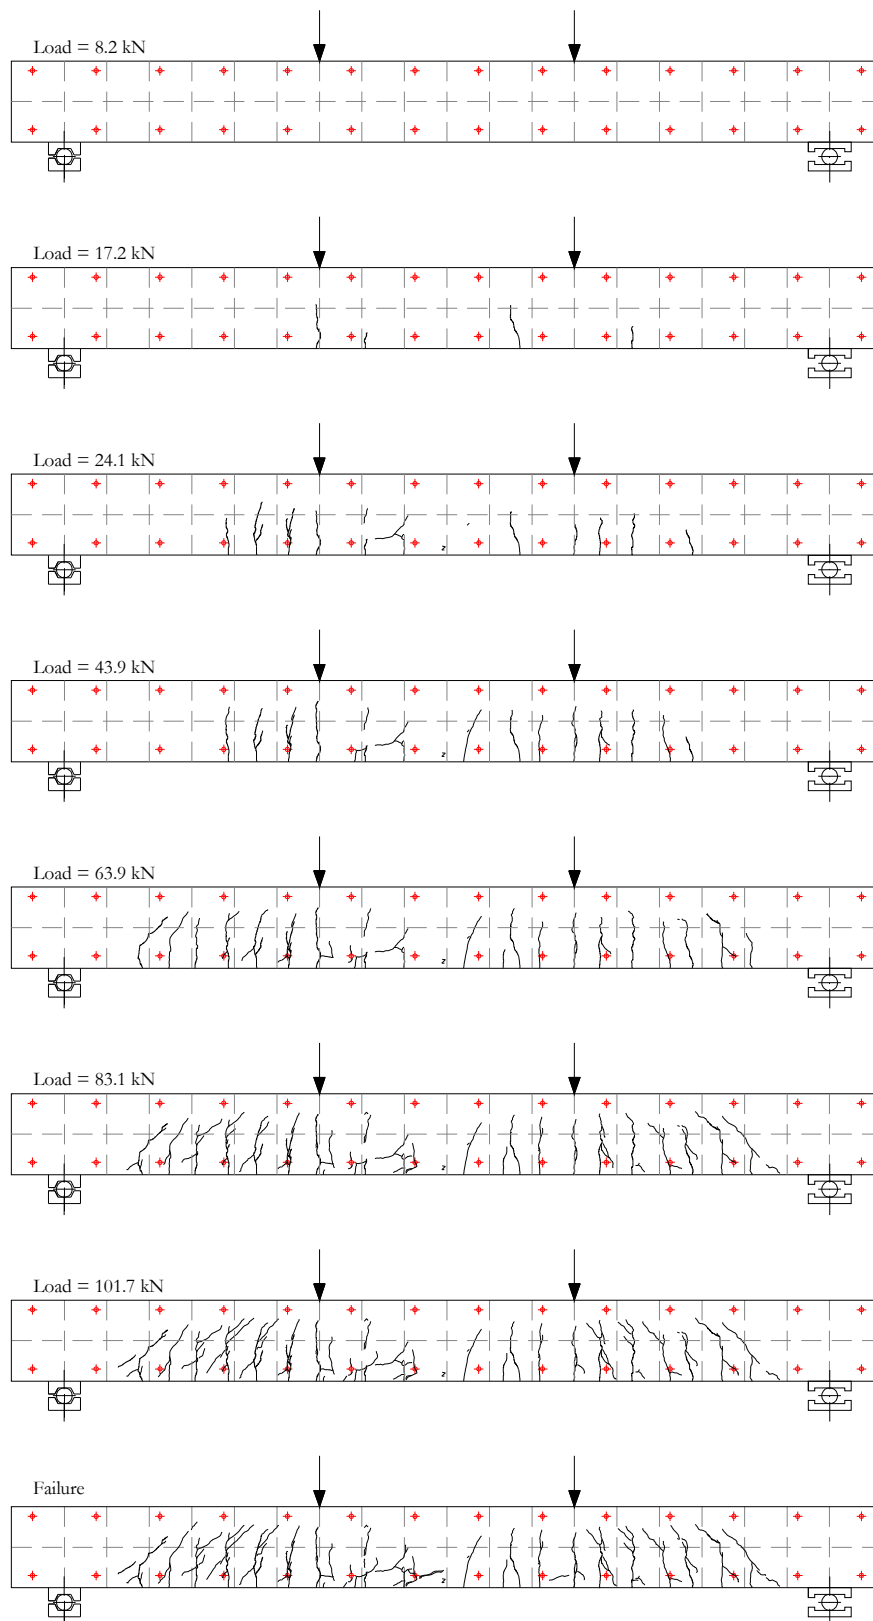 Load = 8.2 kN
Load = 17.2 kN
Load = 24.1 kN
Load = 43.9 kN
Load = 63.9 kN
Load = 83.1 kN
Load = 101.7 kN
Failure